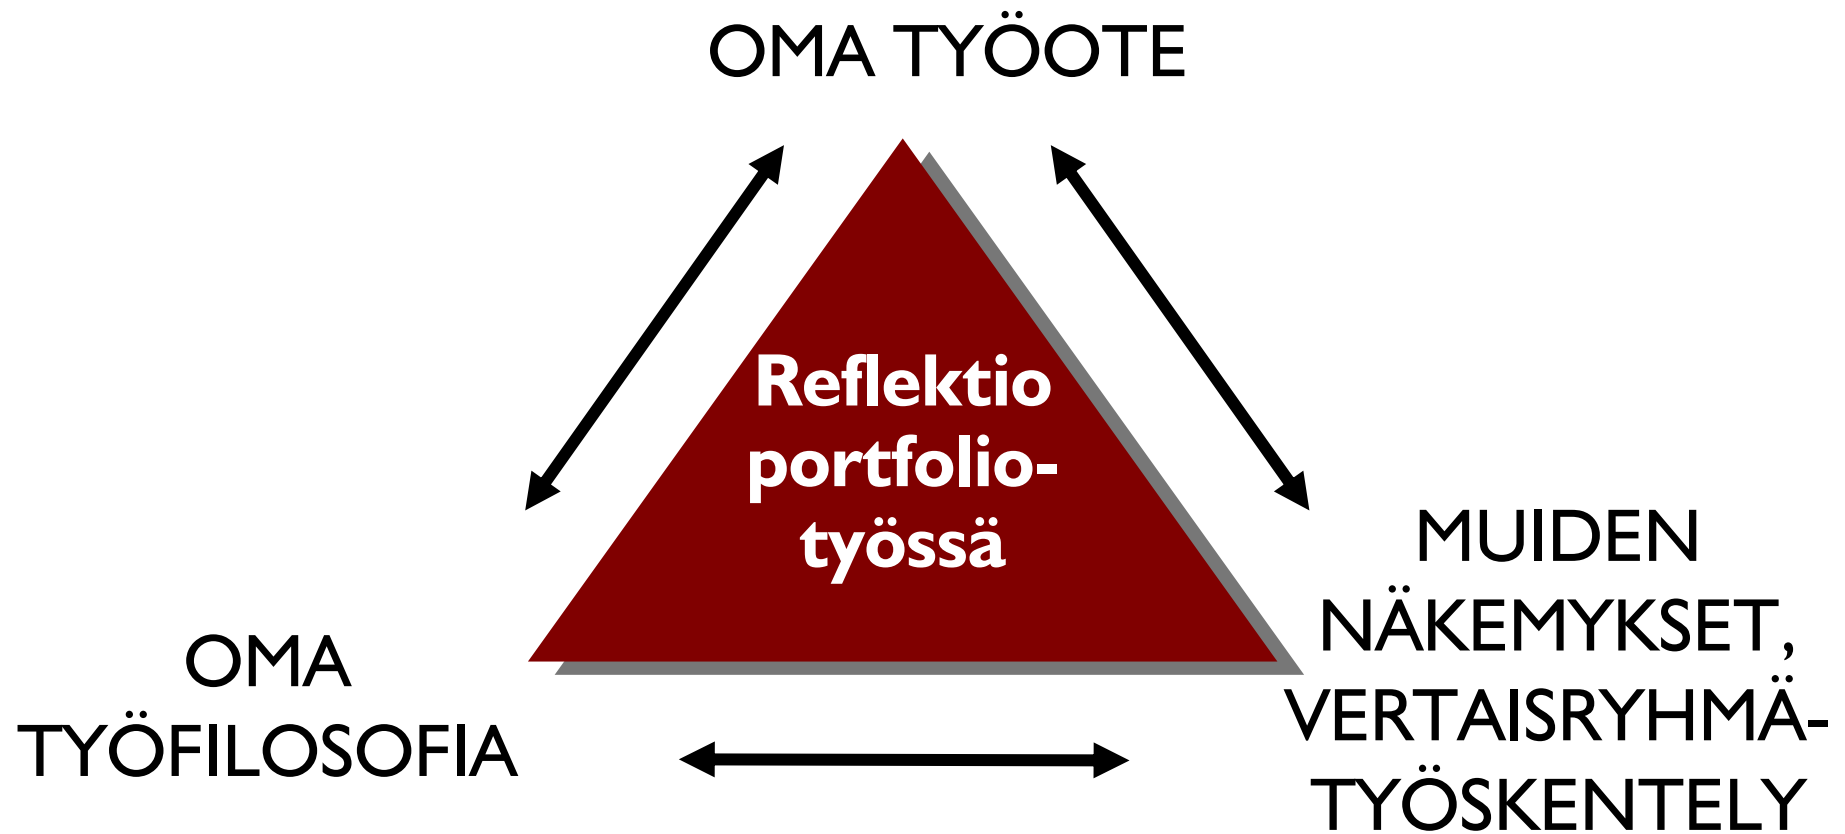 OMA TYÖOTE
Reflektio
portfolio-
työssä
OMA
TYÖFILOSOFIA
MUIDEN
NÄKEMYKSET,
VERTAISRYHMÄ-
TYÖSKENTELY